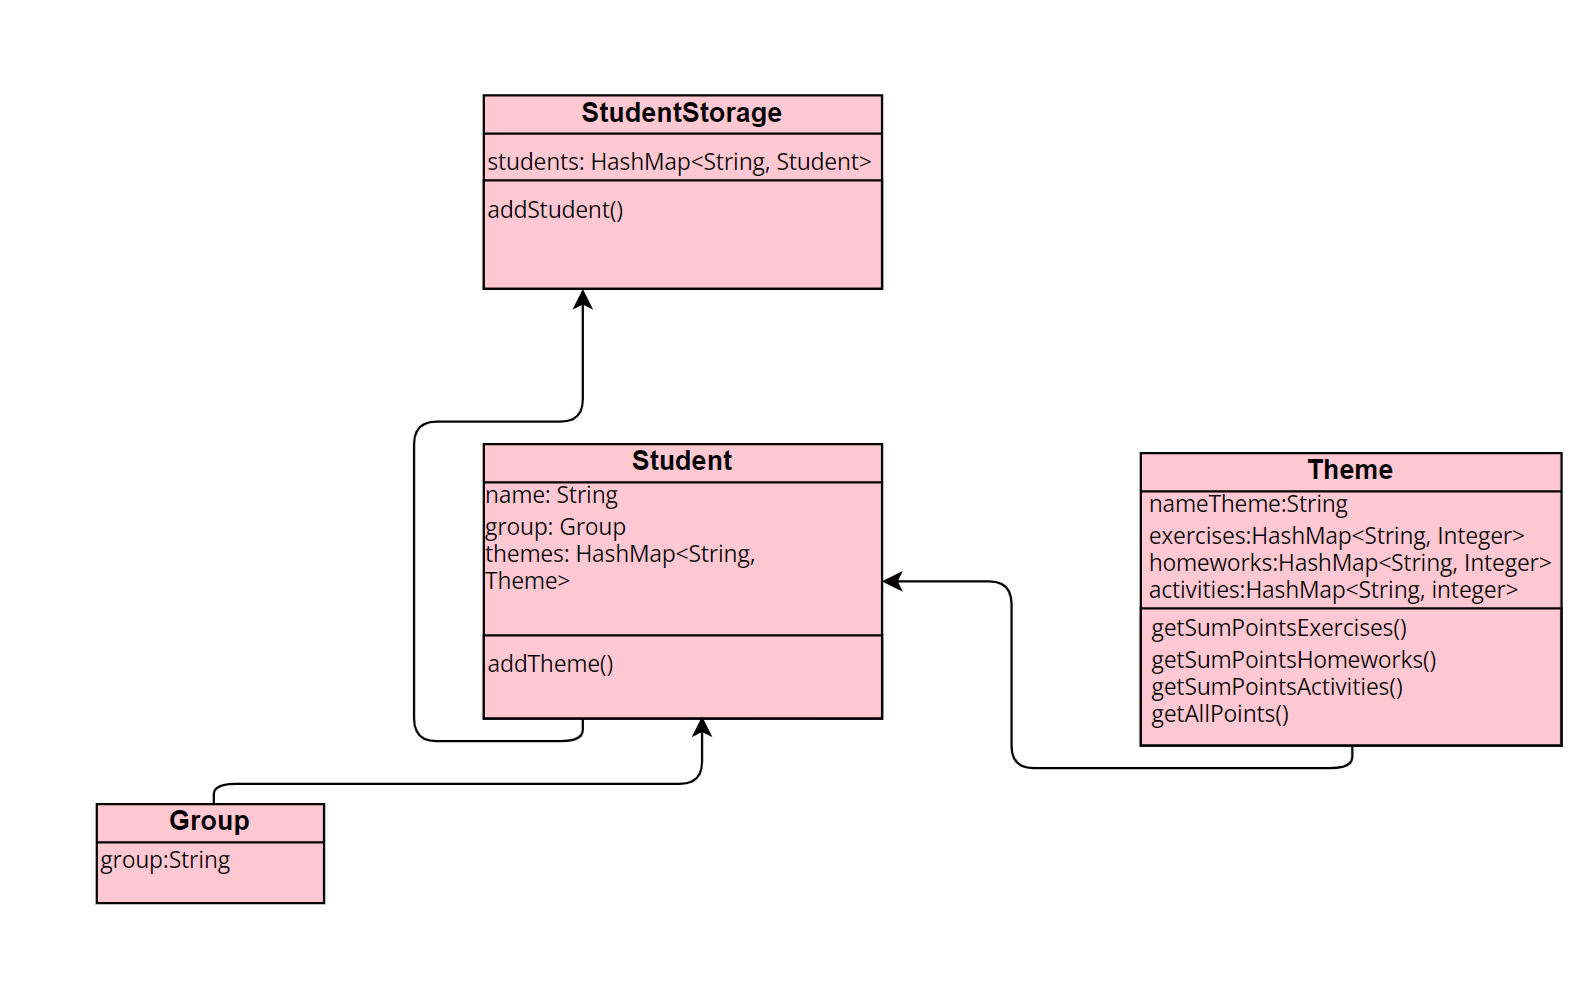 StudentStorage
students: HashMap<String, Student>
addStudent()
Student
name: String
group: Group
themes: HashMap<String,
Theme>
addTheme()
Theme
nameTheme:String
exercises:HashMap<String, Integer>
homeworks:HashMap<String, Integer>
activities:HashMap<String, integer>
getSumPointsExercises()
getSumPointsHomeworks()
getSumPointsActivities()
getAllPoints()
Group
group:String